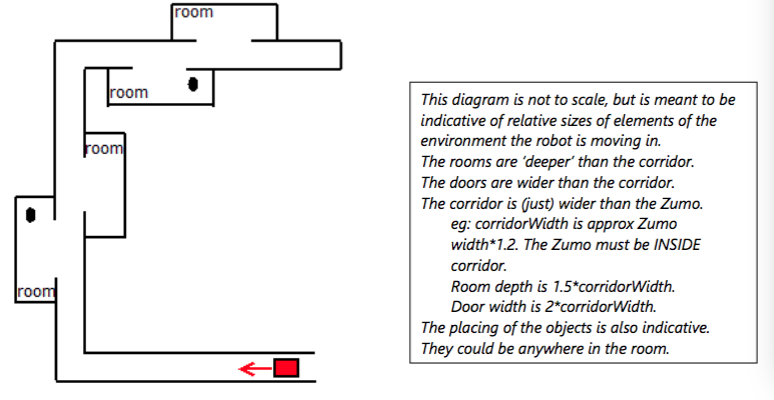 room
room
room
room
This diagram is not to scale, but is meant to be
indicative of relative sizes of elements of the
environment the robot is moving in.
The rooms are ‘deeper’ than the corridor.
The doors are wider than the corridor.
The corridor is (just) wider than the Zumo.
eg: corridorWidth is approx Zumo
width*1.2. The Zumo must be INSIDE
corridor.
Room depth is 1.5*corridorWidth.
Door width is 2*corridorWidth.
The placing of the objects is also indicative.
They could be anywhere in the room.